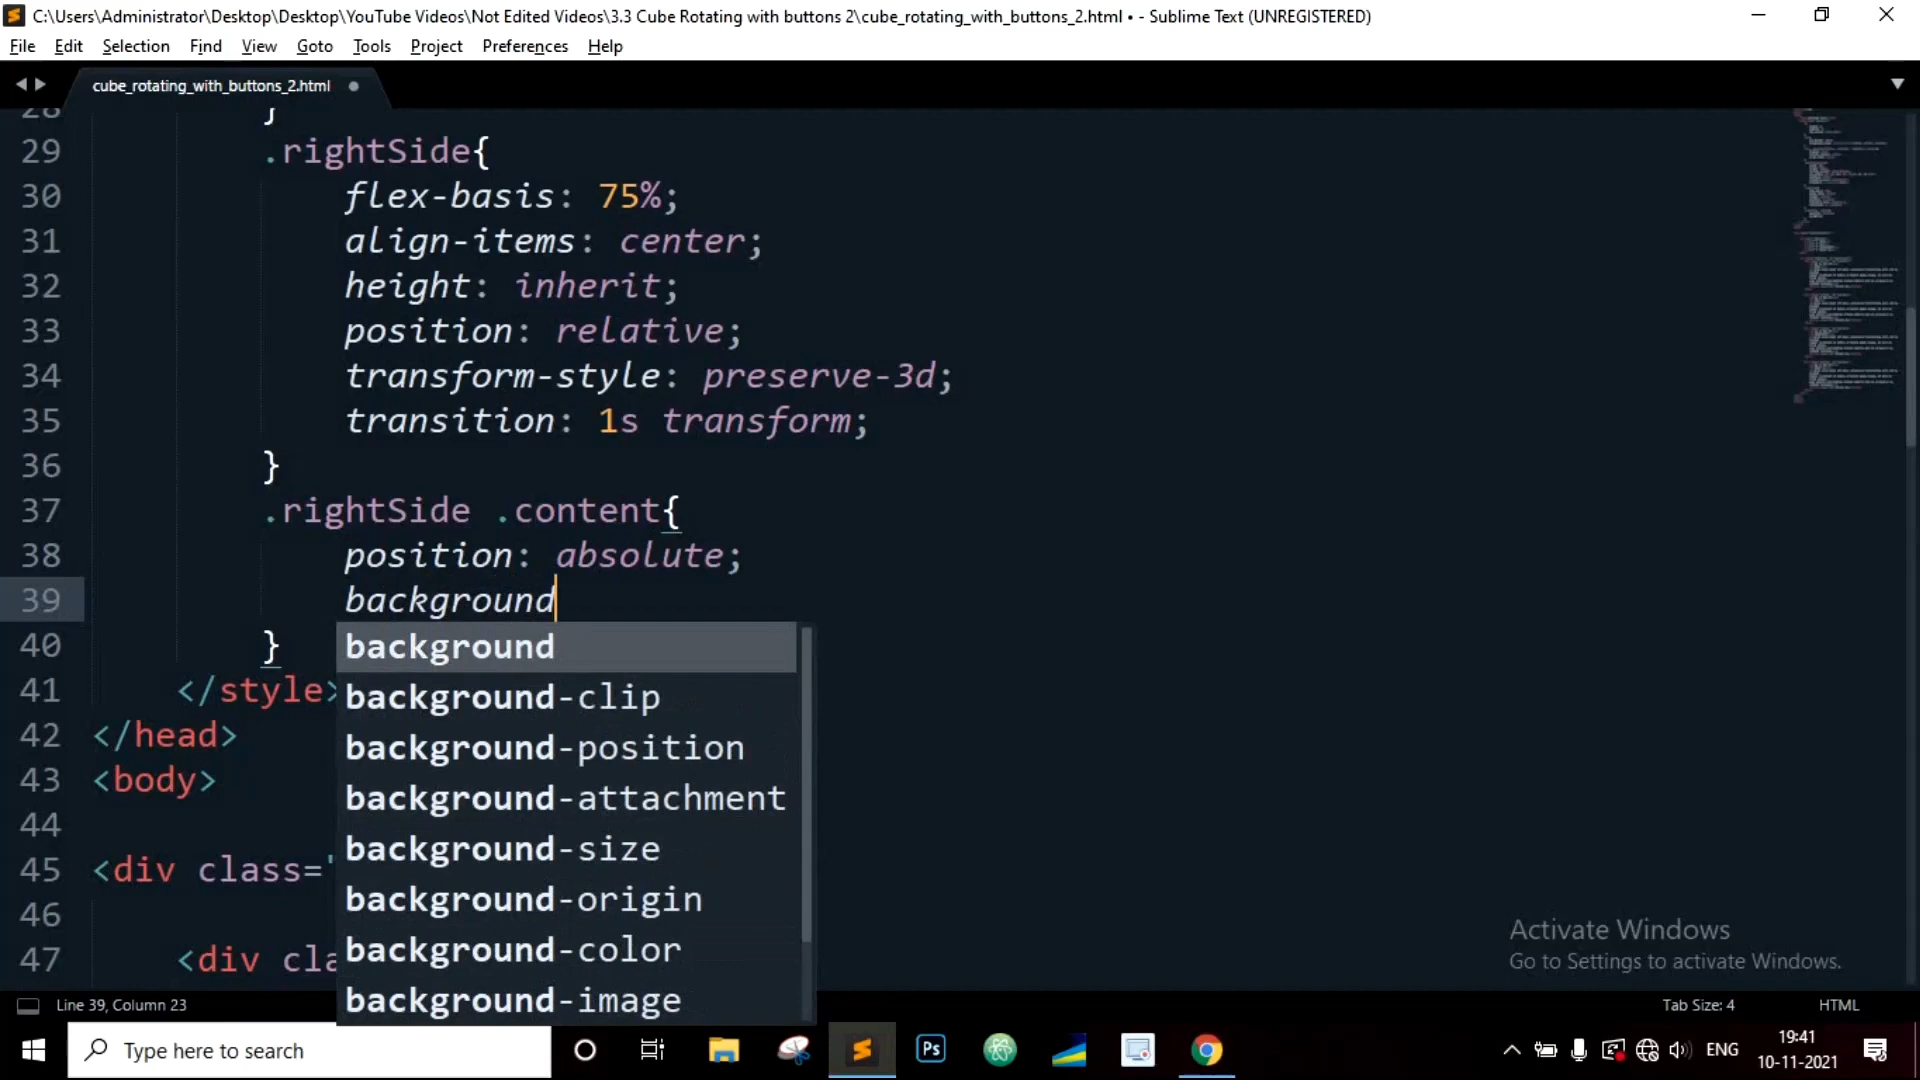 C:\Users\Administrator\Desktop\Desktop\YouTube Videos\Not Edited Videos\3.3 Cube Rotating with buttons 2\cube_rotating_with_buttons_2.html • - Sublime Text (UNREGISTERED)
File Edit Selection Find View Goto Tools Project Preferences Help
cube_rotating_with_buttons_2.html
28 }
29 .rightSide{
30 flex-basis: 75%;
31 align-items: center;
32 height: inherit;
33 position: relative;
34 transform-style: preserve-3d;
35 transition: 1s transform;
36 }
37 .rightSide .content{
38 position: absolute;
39 background
40 }
background
background-clip
background-position
background-attachment
background-size
background-origin
background-color
background-image
41 </style>
42 </head>
43 <body>
44
45 <div class="
46
47 <div cla
Activate Windows
Go to Settings to activate Windows.
Line 39, Column 23
Tab Size: 4
HTML
Type here to search
Ps
ENG
19:41
10-11-2021